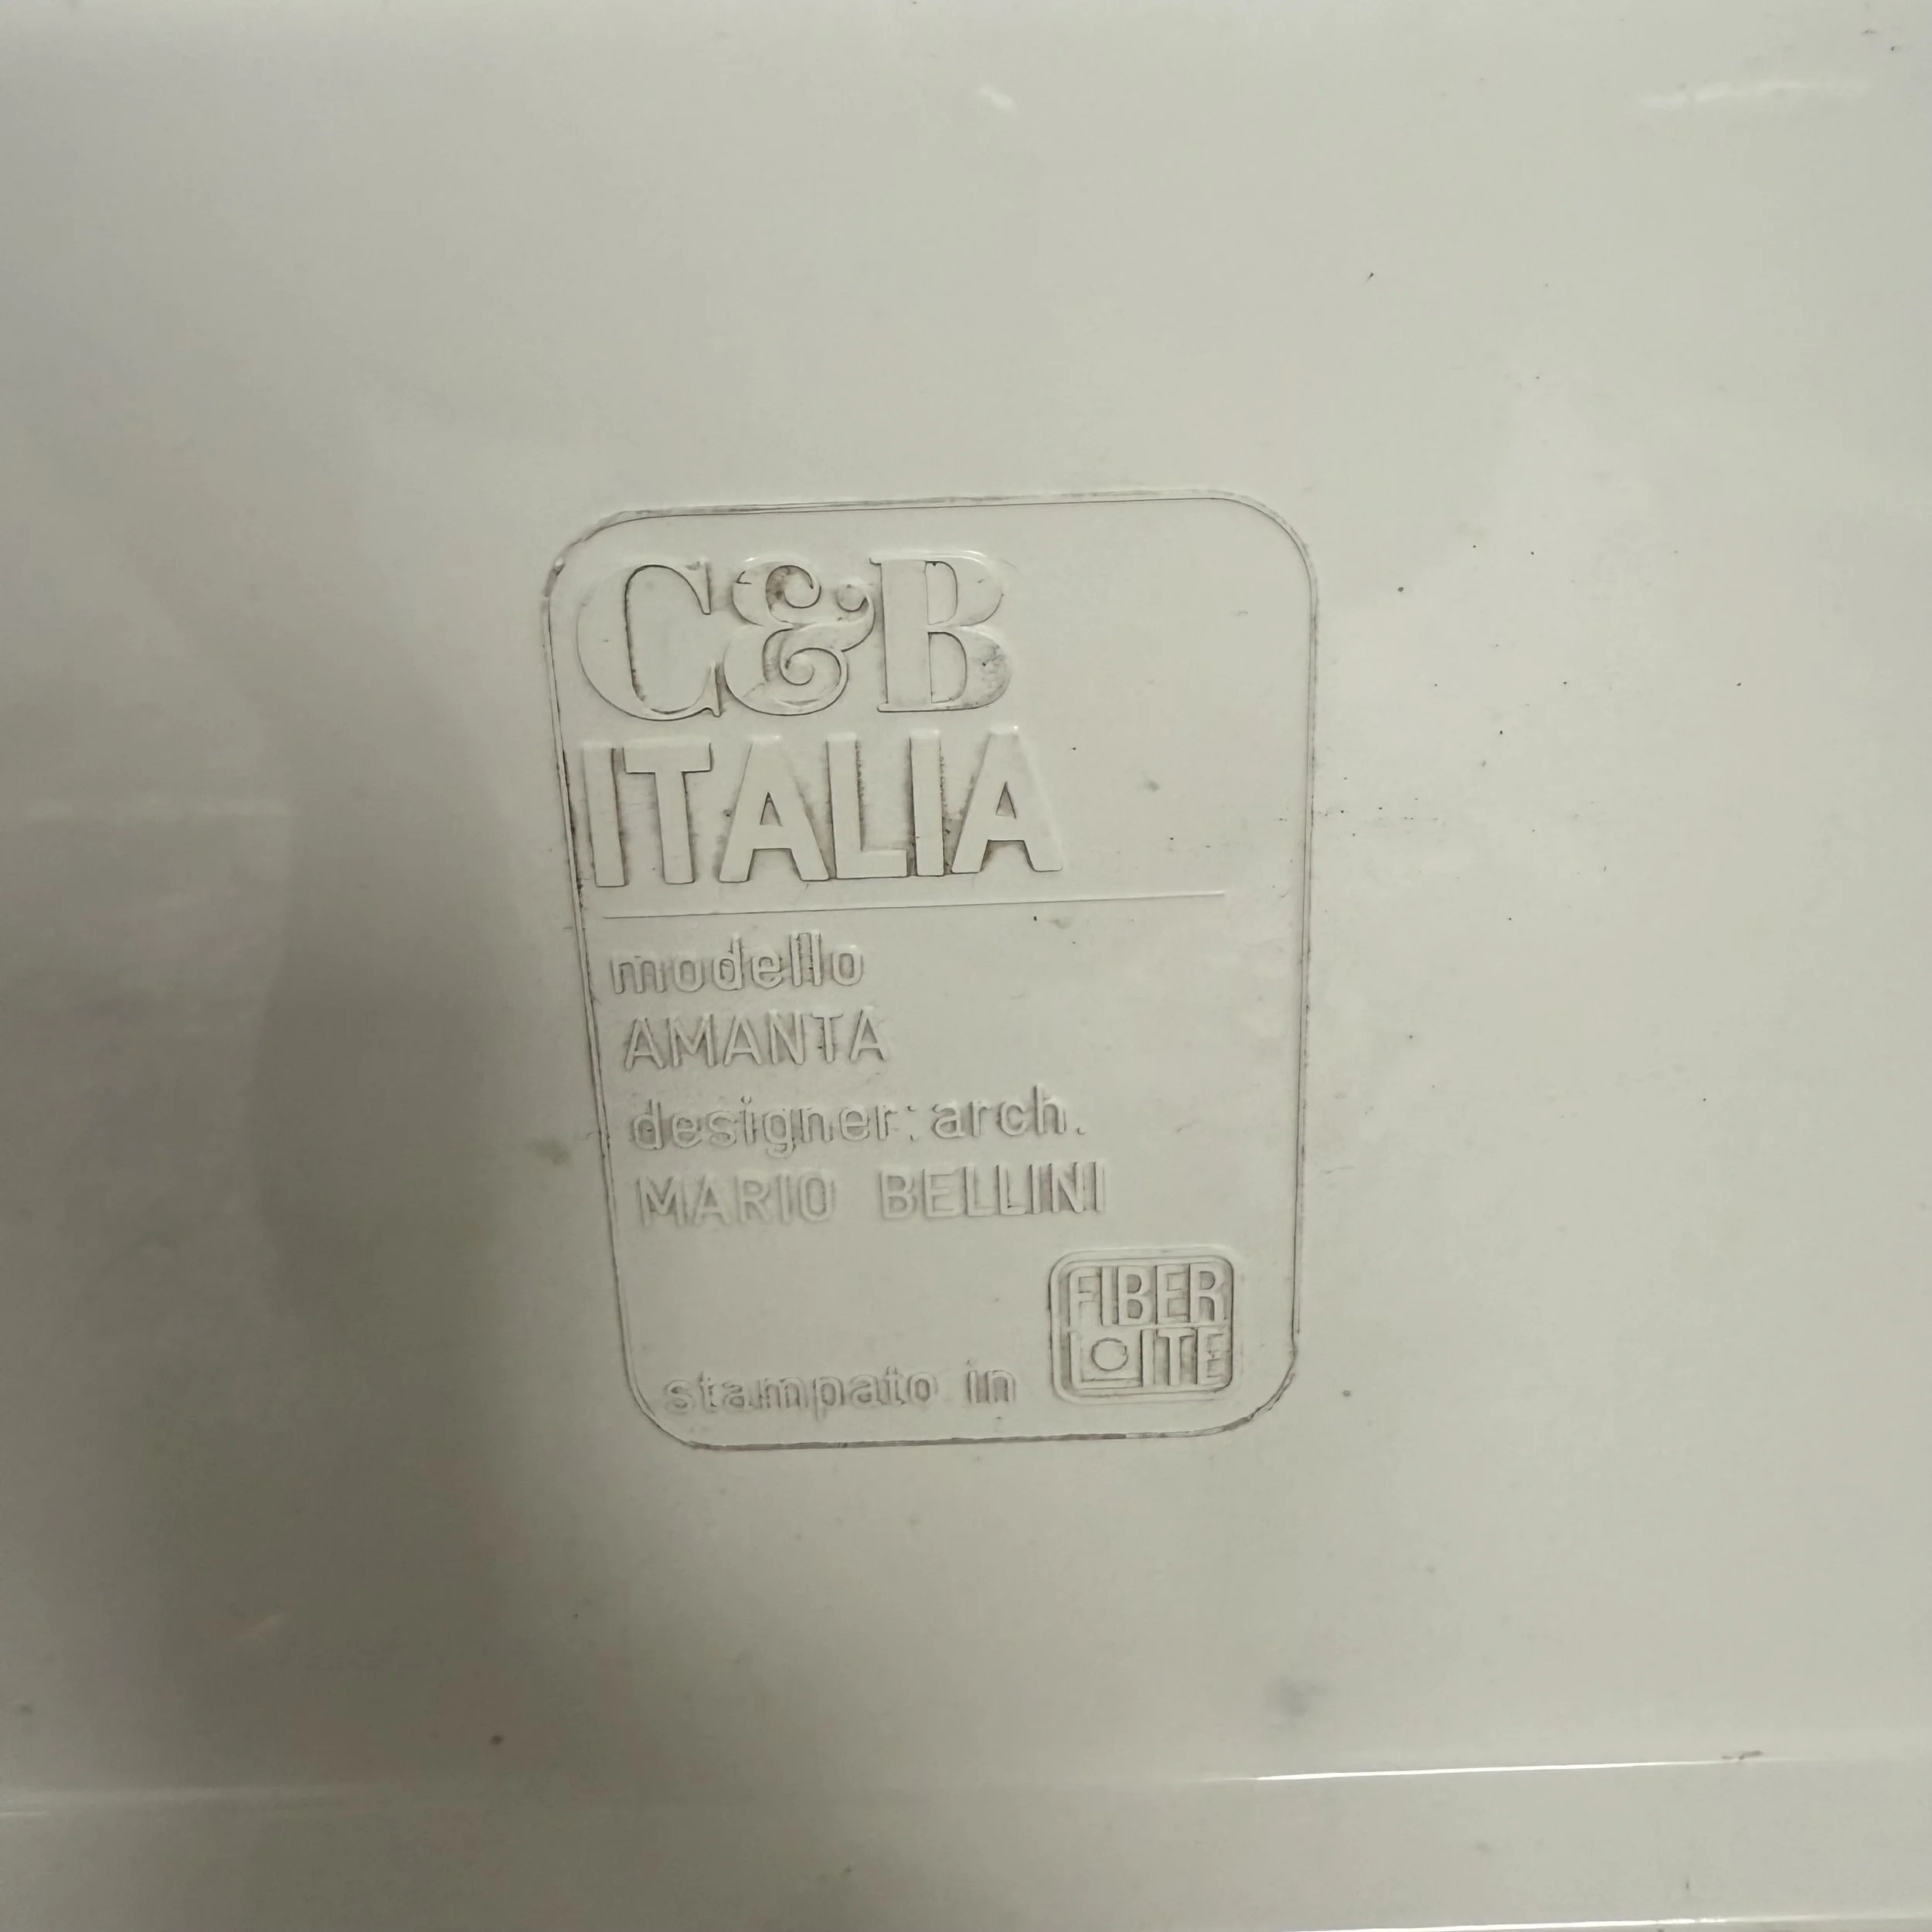 C&B
ITALIA
modello
AMANTA
designer: arch.
MARIO BELLINI
stampato in
FIBER
LITE